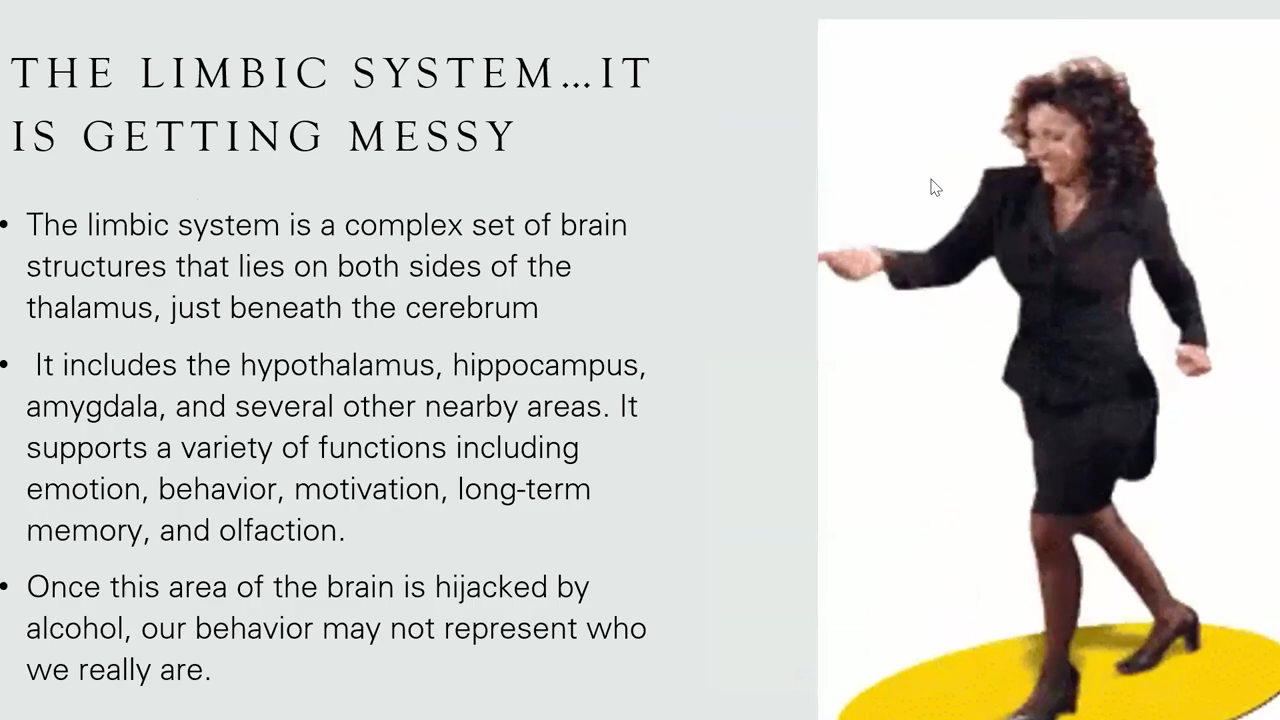 THE LIMBIC SYSTEM...IT
IS GETTING MESSY
• The limbic system is a complex set of brain
structures that lies on both sides of the
thalamus, just beneath the cerebrum
• It includes the hypothalamus, hippocampus,
amygdala, and several other nearby areas. It
supports a variety of functions including
emotion, behavior, motivation, long-term
memory, and olfaction.
• Once this area of the brain is hijacked by
alcohol, our behavior may not represent who
we really are.